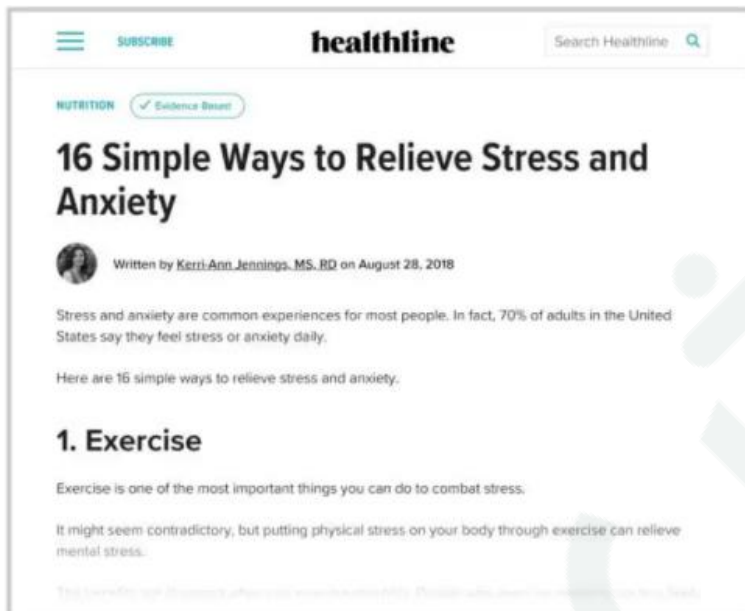 SUBSCRIBE
healthline
Search Healthline
NUTRITION
Evidence Based
16 Simple Ways to Relieve Stress and
Anxiety
Written by Kerri-Ann Jennings, MS, RD on August 28, 2018
Stress and anxiety are common experiences for most people. In fact, 70% of adults in the United
States say they feel stress or anxiety daily.
Here are 16 simple ways to relieve stress and anxiety.
1. Exercise
Exercise is one of the most important things you can do to combat stress.
It might seem contradictory, but putting physical stress on your body through exercise can relieve
mental stress.